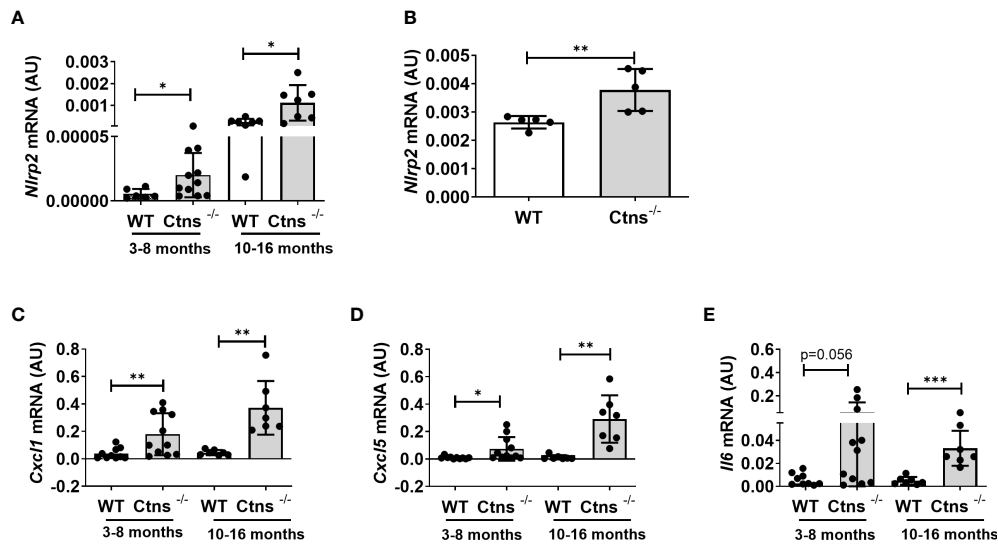 A
Nlrp2 mRNA (AU)
0.003
0.002
0.001
0.00005
0.00000
*
*
WT Ctns -/- WT Ctns -/-
3-8 months 10-16 months
B
Nlrp2 mRNA (AU)
0.005
0.004
0.003
0.002
0.001
0.000
**
WT Ctns-/-
C
Cxcl1 mRNA (AU)
0.8
0.6
0.4
0.2
0.0
-0.2
**
**
WT Ctns -/- WT Ctns -/-
3-8 months 10-16 months
D
Cxcl5 mRNA (AU)
0.8
0.6
0.4
0.2
0.0
-0.2
*
**
WT Ctns -/- WT Ctns -/-
3-8 months 10-16 months
E
Il6 mRNA (AU)
0.6
0.4
0.2
0.04
0.02
0.00
p=0.056
***
WT Ctns -/- WT Ctns -/-
3-8 months 10-16 months